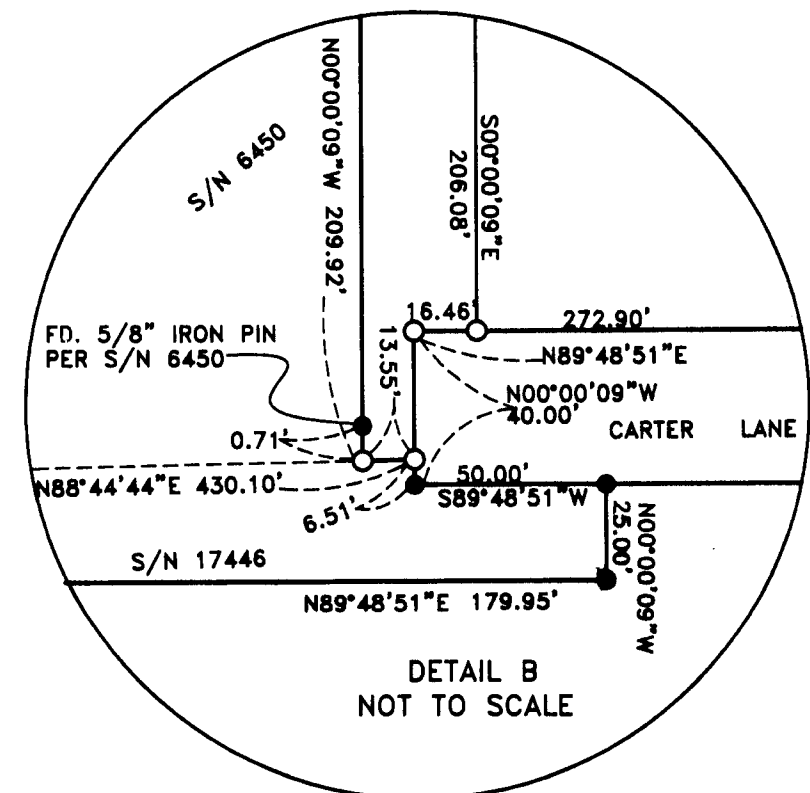 N00°00'09"W 209.92'
S00°00'09"E
206.08'
S/N 6450
16.46'
272.90'
FD. 5/8" IRON PIN
PER S/N 6450
13.55'
N89°48'51"E
N00°00'09"W
40.00'
CARTER LANE
0.71'
N88°44'44"E 430.10'
50.00'
S89°48'51"W
6.51'
N00°00'09"W
25.00'
S/N 17446
N89°48'51"E 179.95'
DETAIL B
NOT TO SCALE